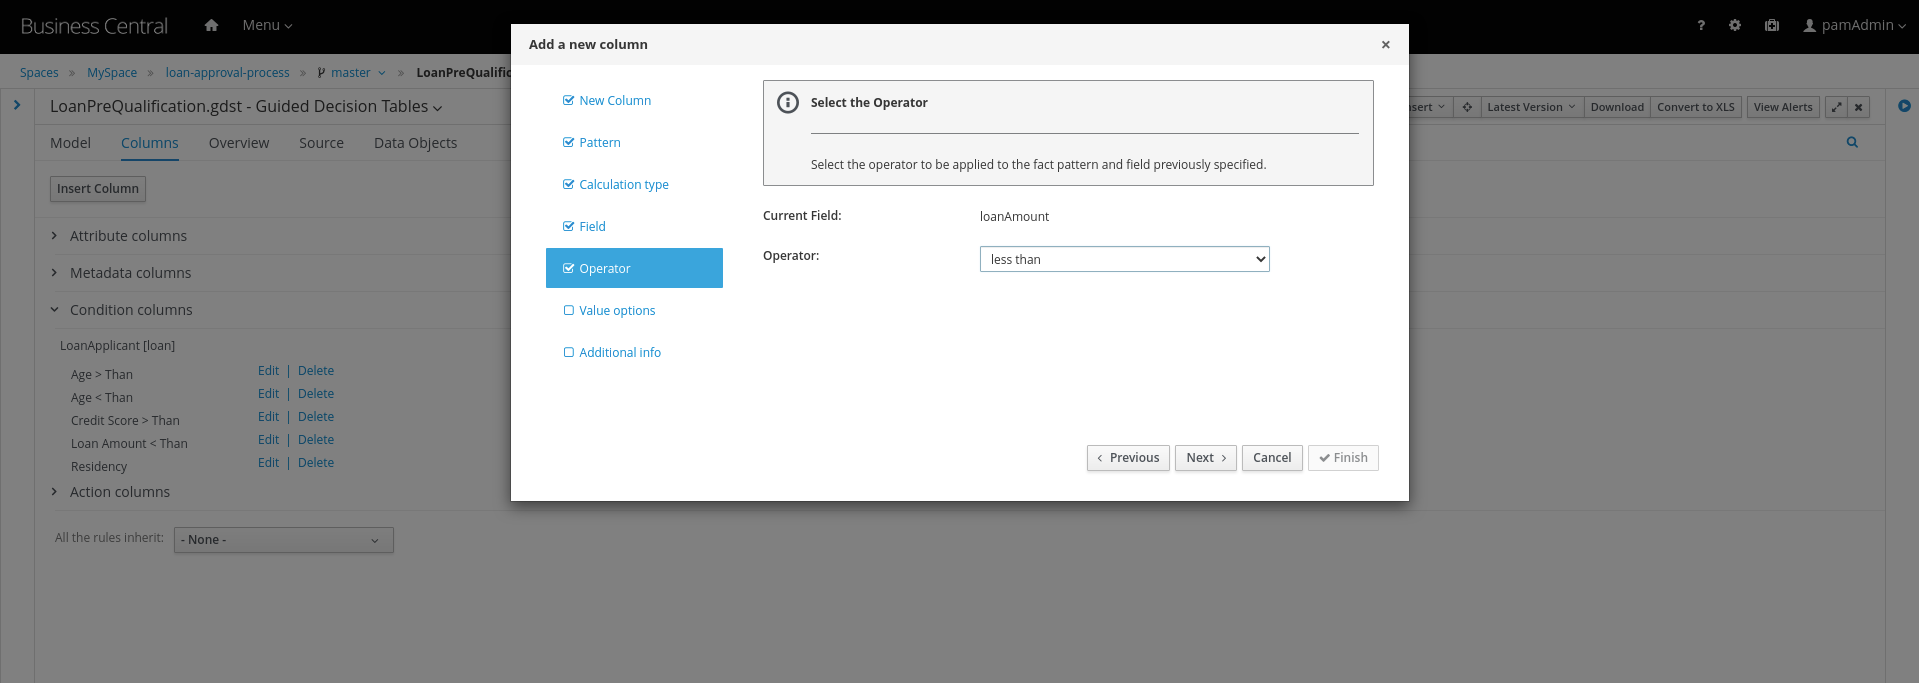 Business Central
Menu
?
pamAdmin
Spaces » MySpace » loan-approval-process » master » LoanPreQualific
LoanPreQualification.gdst - Guided Decision Tables
Latest Version
Download
Convert to XLS
View Alerts
Model
Columns
Overview
Source
Data Objects
Insert Column
Attribute columns
Metadata columns
Condition columns
LoanApplicant [loan]
Age > Than Edit | Delete
Age < Than Edit | Delete
Credit Score > Than Edit | Delete
Loan Amount < Than Edit | Delete
Residency Edit | Delete
Action columns
All the rules inherit: - None -
Add a new column
×
New Column
Pattern
Calculation type
Field
Operator
Value options
Additional info
Select the Operator
Select the operator to be applied to the fact pattern and field previously specified.
Current Field: loanAmount
Operator: less than
Previous
Next
Cancel
Finish